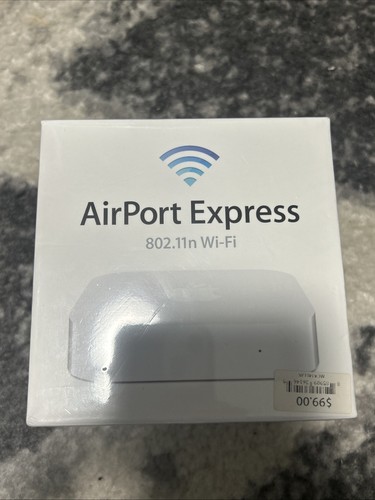 AirPort Express
802.11n Wi-Fi
$99.00